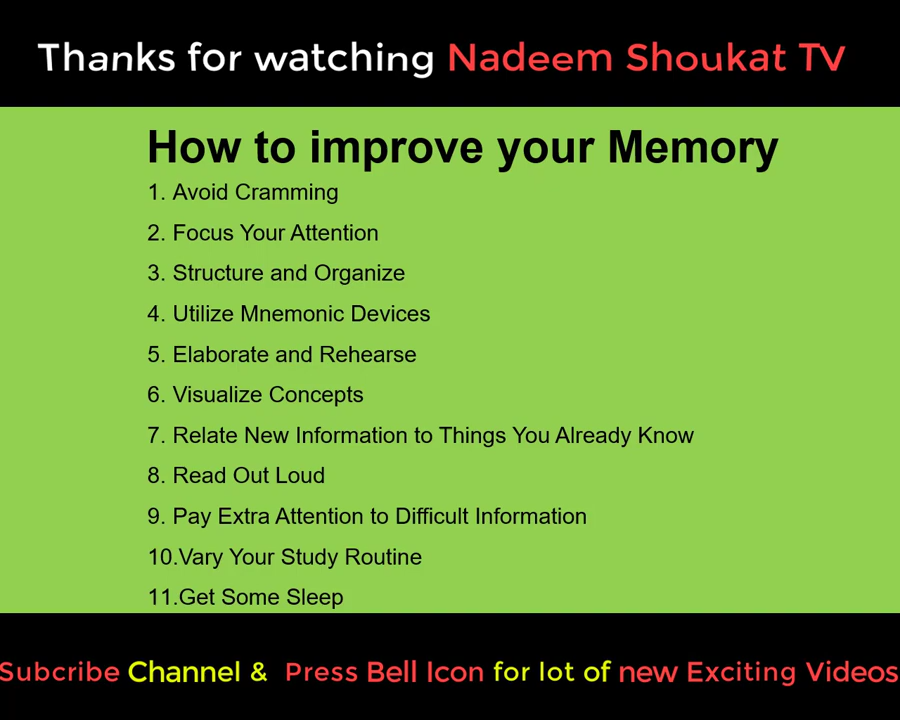 Thanks for watching Nadeem Shoukat TV
How to improve your Memory
1. Avoid Cramming
2. Focus Your Attention
3. Structure and Organize
4. Utilize Mnemonic Devices
5. Elaborate and Rehearse
6. Visualize Concepts
7. Relate New Information to Things You Already Know
8. Read Out Loud
9. Pay Extra Attention to Difficult Information
10.Vary Your Study Routine
11.Get Some Sleep
Subcribe Channel & Press Bell Icon for lot of new Exciting Videos